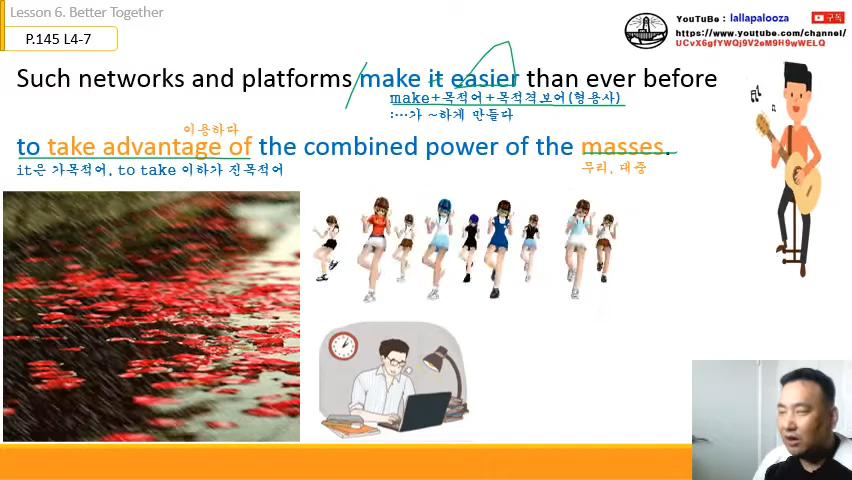 Lesson 6. Better Together
P.145 L4-7
YouTuBe : lallapalooza
구독
https://www.youtube.com/channel/
UCvX6gfYWQj9V2eM9H9wWELQ
Such networks and platforms make it easier than ever before
make+목적어+목적격보어(형용사)
:…가 ~하게 만들다
이용하다
to take advantage of the combined power of the masses.
it은 가목적어, to take 이하가 진목적어
무리, 대중